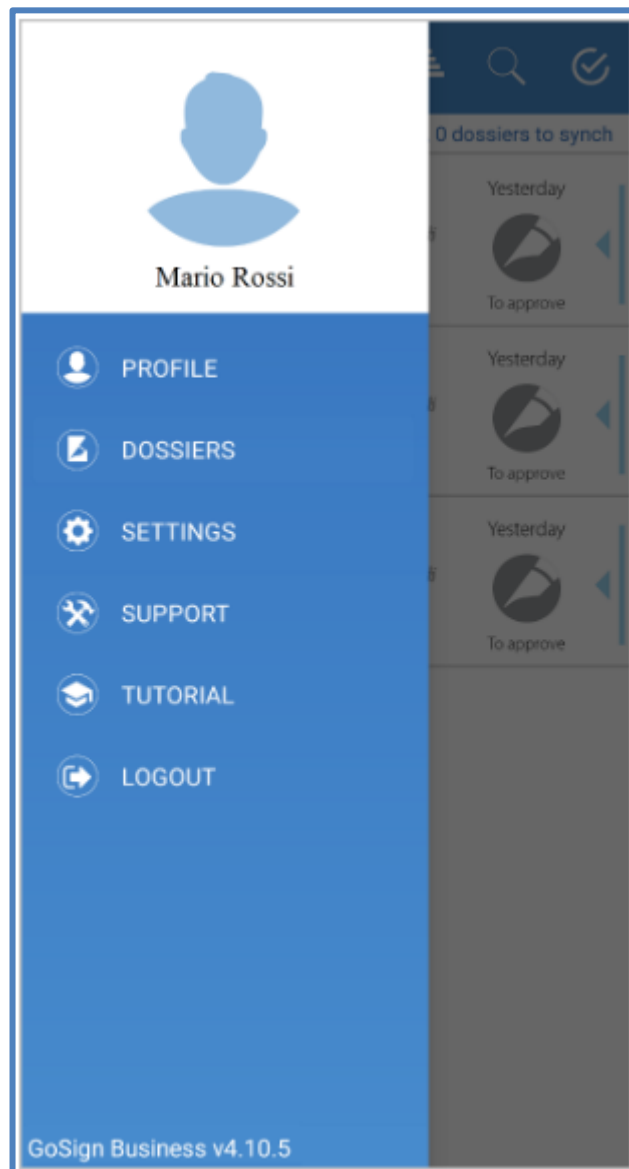 0 dossiers to synch
Mario Rossi
PROFILE
DOSSIERS
SETTINGS
SUPPORT
TUTORIAL
LOGOUT
Yesterday
To approve
Yesterday
To approve
Yesterday
To approve
GoSign Business v4.10.5